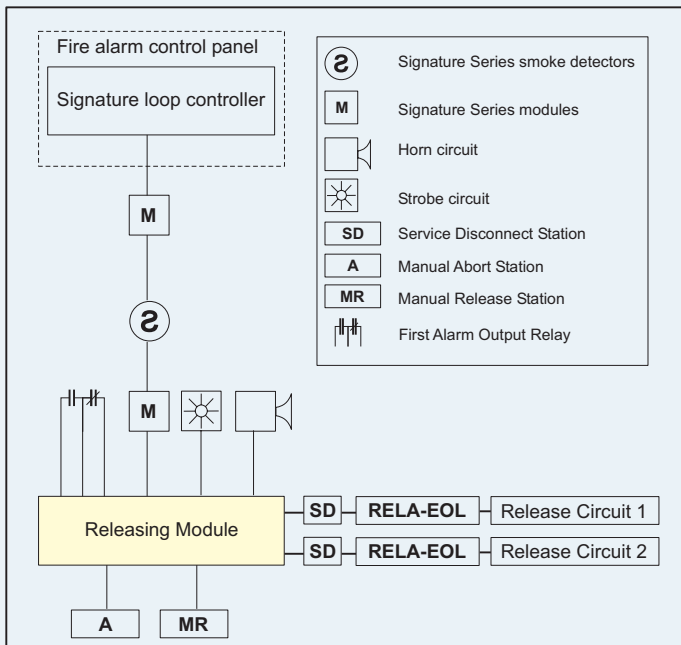 Fire alarm control panel
Signature loop controller
M
S
M
Releasing Module
SD RELA-EOL Release Circuit 1
SD RELA-EOL Release Circuit 2
A MR
S Signature Series smoke detectors
M Signature Series modules
Horn circuit
Strobe circuit
SD Service Disconnect Station
A Manual Abort Station
MR Manual Release Station
First Alarm Output Relay